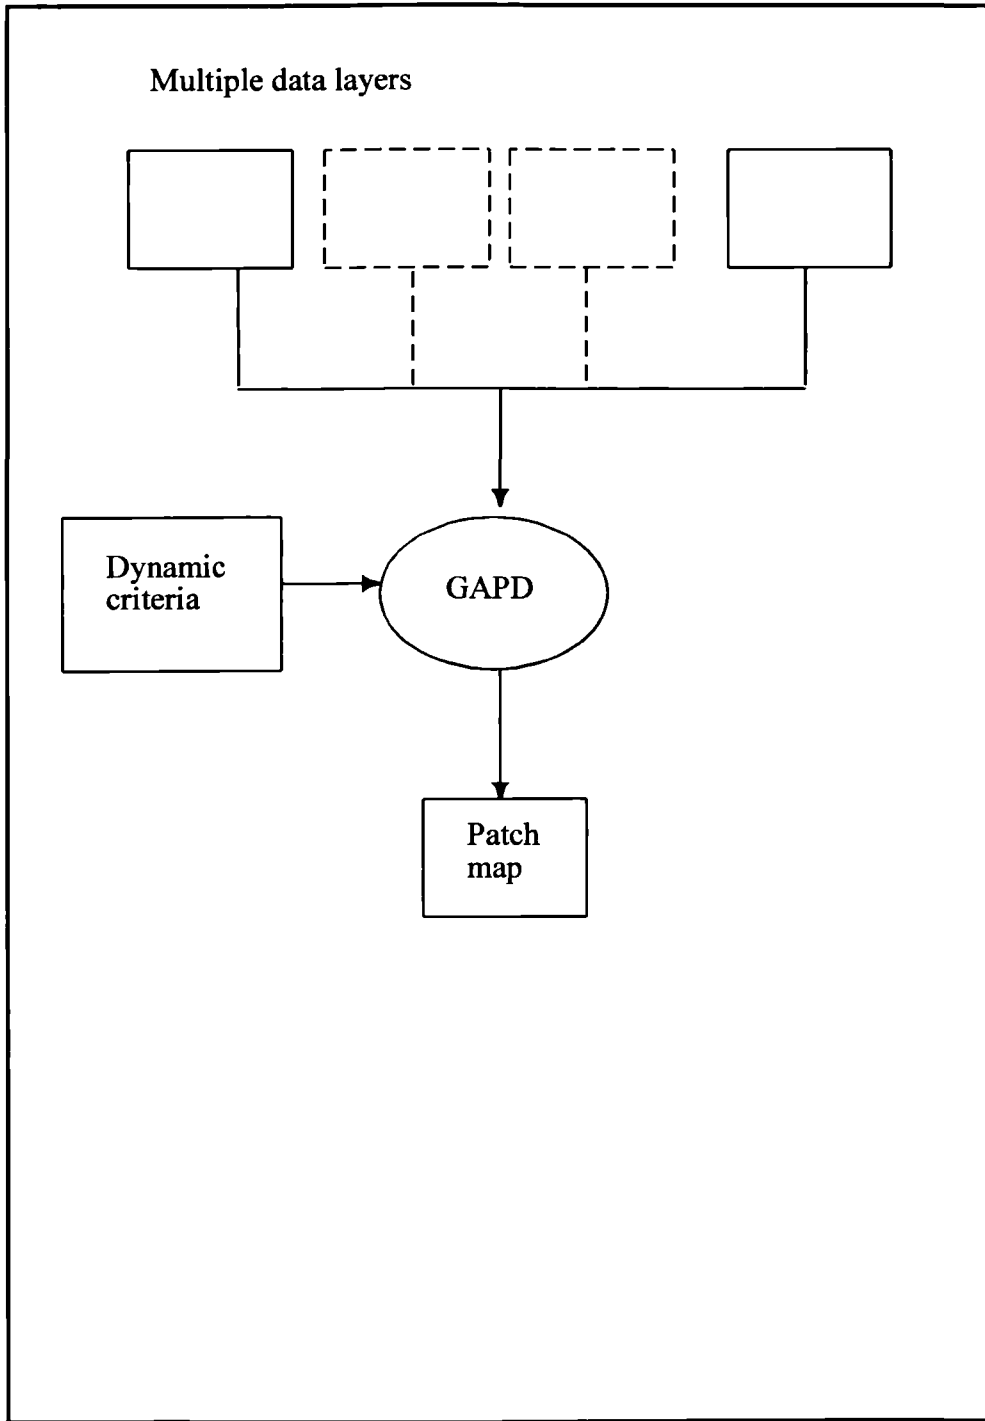 Multiple data layers
Dynamic
criteria
GAPD
Patch
map